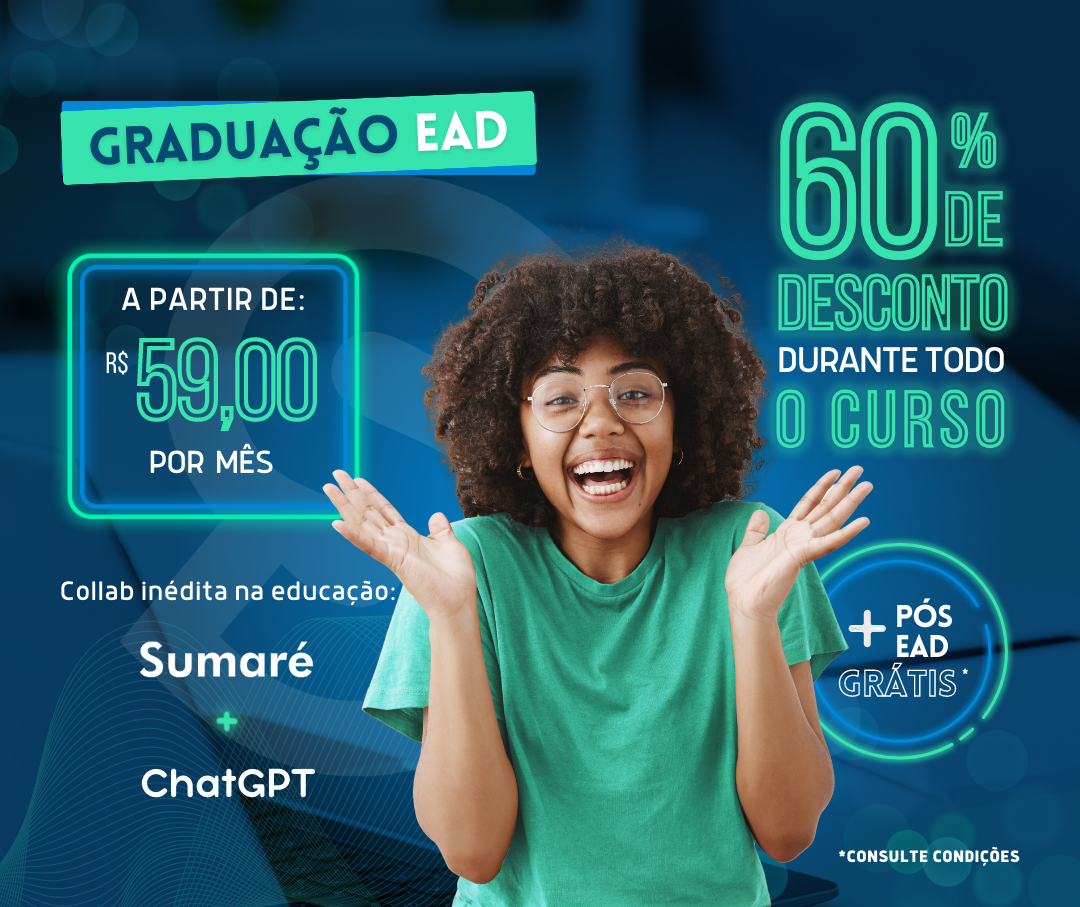 GRADUAÇÃO EAD
A PARTIR DE:
R$ 59,00
POR MÊS
60% DE
DESCONTO
DURANTE TODO
O CURSO
Collab inédita na educação:
Sumaré
+
ChatGPT
+ PÓS
EAD
GRÁTIS*
*CONSULTE CONDIÇÕES